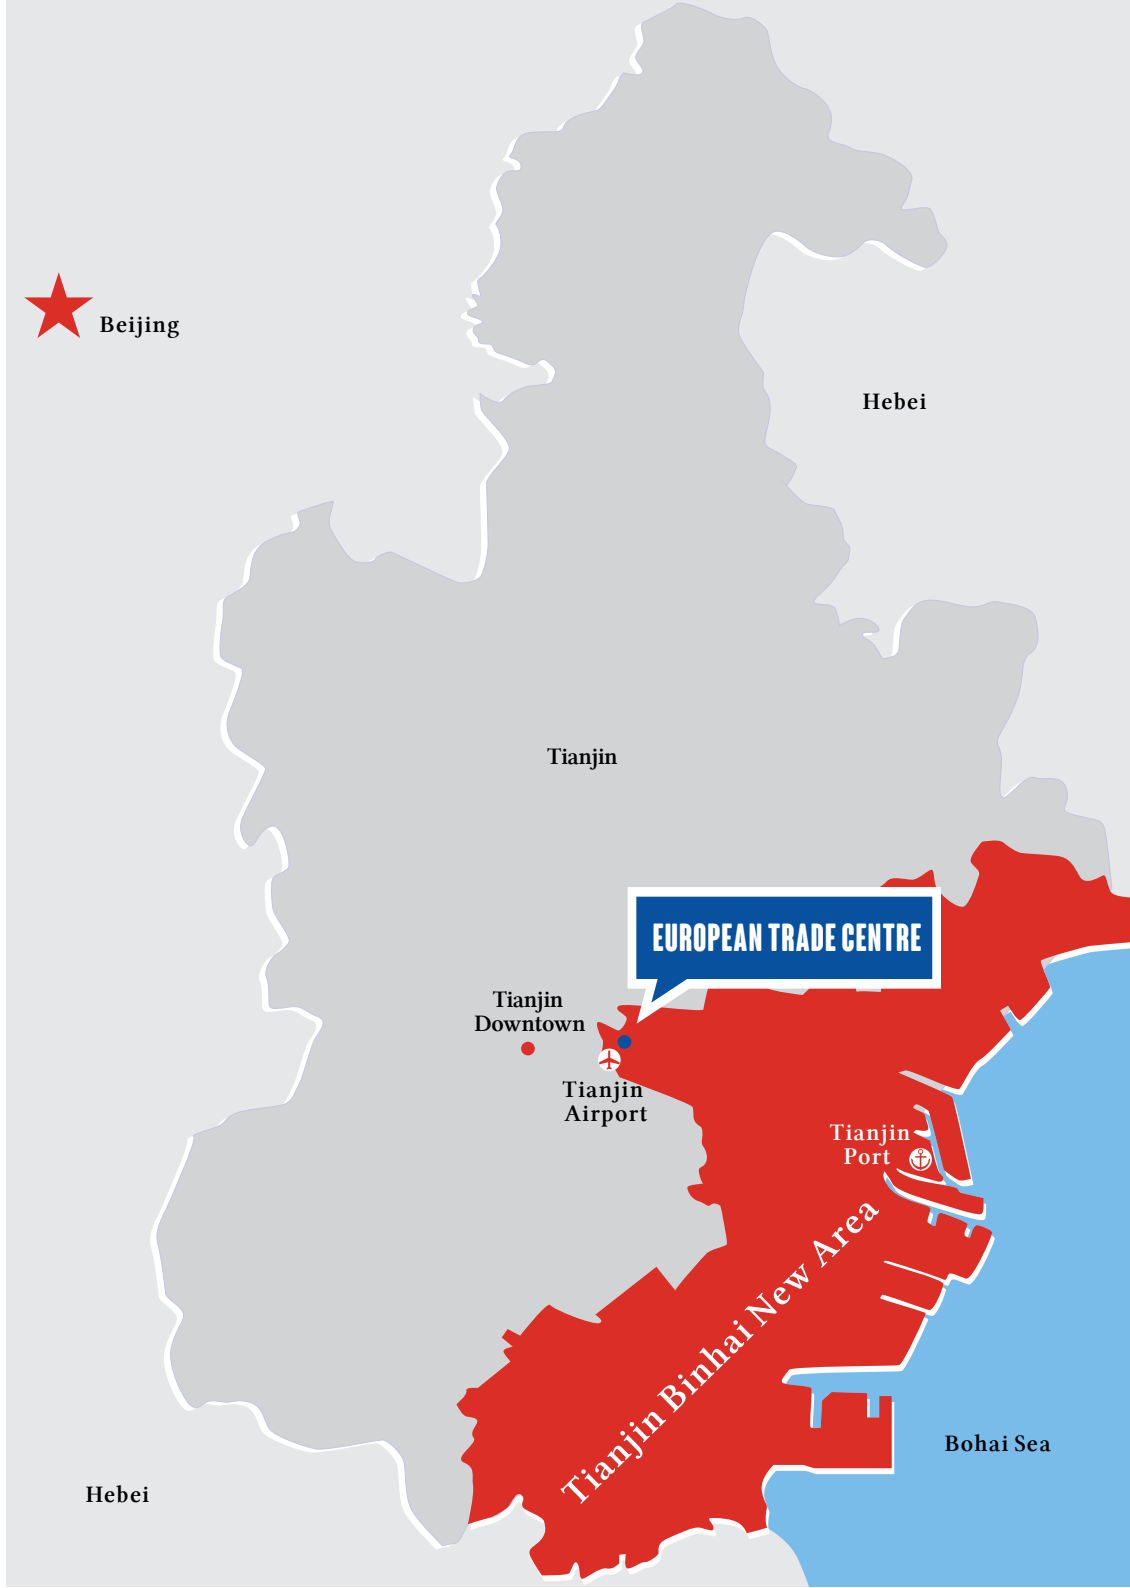 Beijing
Hebei
Tianjin
EUROPEAN TRADE CENTRE
Tianjin
Downtown
Tianjin
Airport
Tianjin
Port
Tianjin Binhai New Area
Bohai Sea
Hebei